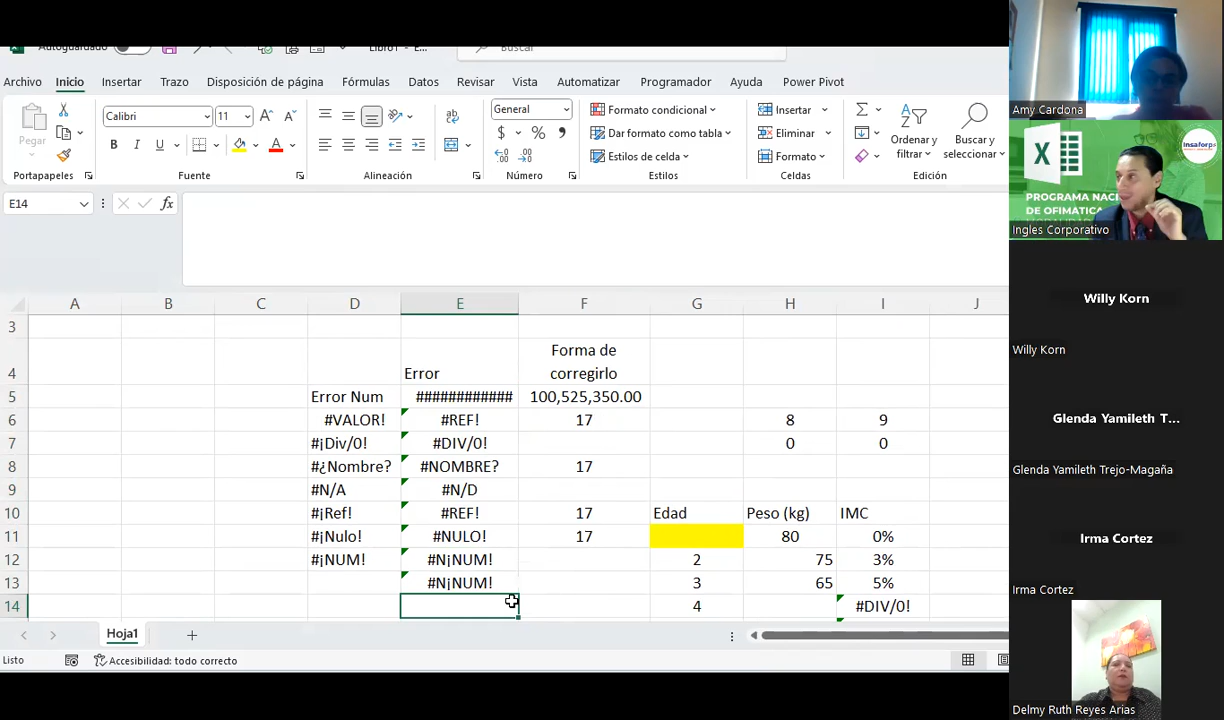 Autoguardado
Libro1 - E...
Buscar
Archivo Inicio Insertar Trazo Disposición de página Fórmulas Datos Revisar Vista Automatizar Programador Ayuda Power Pivot
Pegar
Calibri 11
N K S
General
$ % ,
Formato condicional
Dar formato como tabla
Estilos de celda
Insertar
Eliminar
Formato
Ordenar y
filtrar
Buscar y
seleccionar
Portapapeles Fuente Alineación Número Estilos Celdas Edición
E14
fx
A B C D E F G H I J
3
4 Error Forma de
corregirlo
5 Error Num ############ 100,525,350.00
6 #VALOR! #REF! 17 8 9
7 #¡Div/0! #DIV/0! 0 0
8 #¿Nombre? #NOMBRE? 17
9 #N/A #N/D
10 #¡Ref! #REF! 17 Edad Peso (kg) IMC
11 #¡Nulo! #NULO! 17 80 0%
12 #¡NUM! #N¡NUM! 2 75 3%
13 #N¡NUM! 3 65 5%
14 4 #DIV/0!
Hoja1
Listo
Accesibilidad: todo correcto
Amy Cardona
X
insaforp
PROGRAMA NACI
DE OFIMATICA
Ingles Corporativo
Willy Korn
Willy Korn
Glenda Yamileth T...
Glenda Yamileth Trejo-Magaña
Irma Cortez
Irma Cortez
Delmy Ruth Reyes Arias